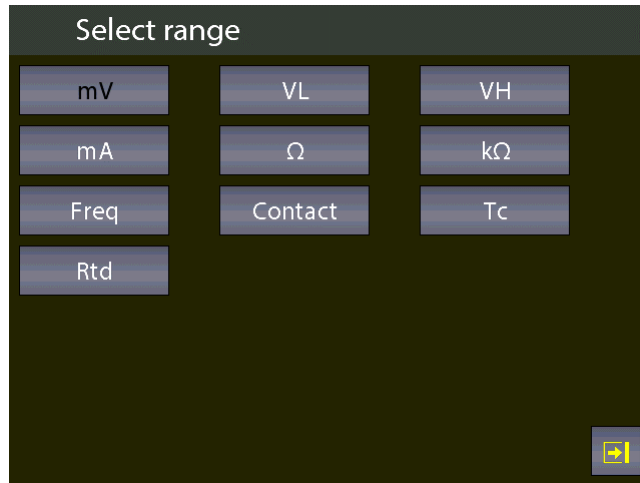 Select range
mV VL VH
mA Ω kΩ
Freq Contact Tc
Rtd